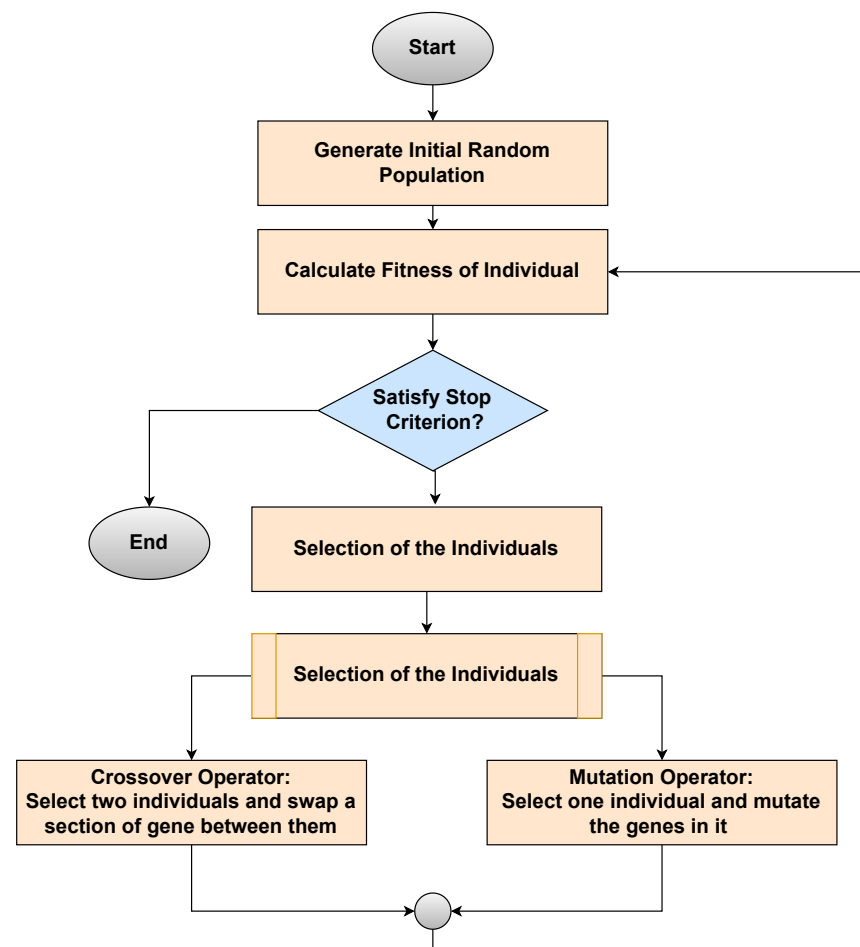 Start
Generate Initial Random
Population
Calculate Fitness of Individual
Satisfy Stop
Criterion?
End
Selection of the Individuals
Selection of the Individuals
Crossover Operator:
Select two individuals and swap a
section of gene between them
Mutation Operator:
Select one individual and mutate
the genes in it